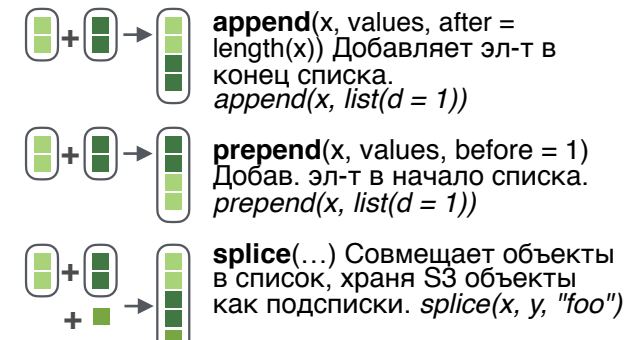 append(x, values, after =
length(x)) Добавляет эл-т в
конец списка.
append(x, list(d = 1))
prepend(x, values, before = 1)
Добав. эл-т в начало списка.
prepend(x, list(d = 1))
splice(…) Совмещает объекты
в список, храня S3 объекты
как подсписки. splice(x, y, "foo")